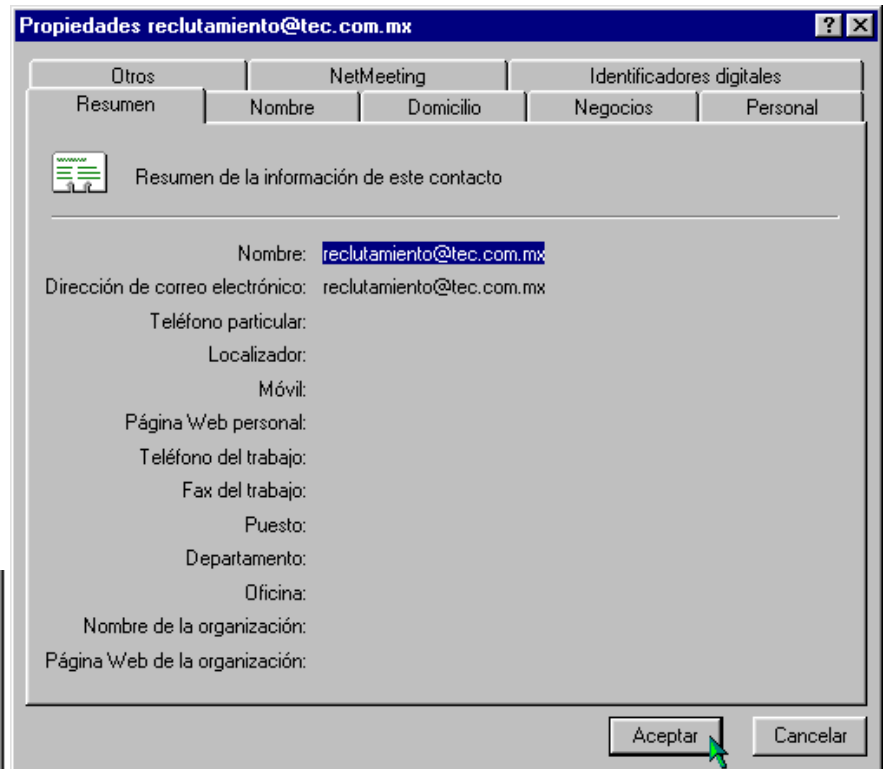 Propiedades reclutamiento@tec.com.mx
Otros NetMeeting Identificadores digitales
Resumen Nombre Domicilio Negocios Personal
Resumen de la información de este contacto
Nombre: reclutamiento@tec.com.mx
Dirección de correo electrónico: reclutamiento@tec.com.mx
Teléfono particular:
Localizador:
Móvil:
Página Web personal:
Teléfono del trabajo:
Fax del trabajo:
Puesto:
Departamento:
Oficina:
Nombre de la organización:
Página Web de la organización:
Aceptar Cancelar